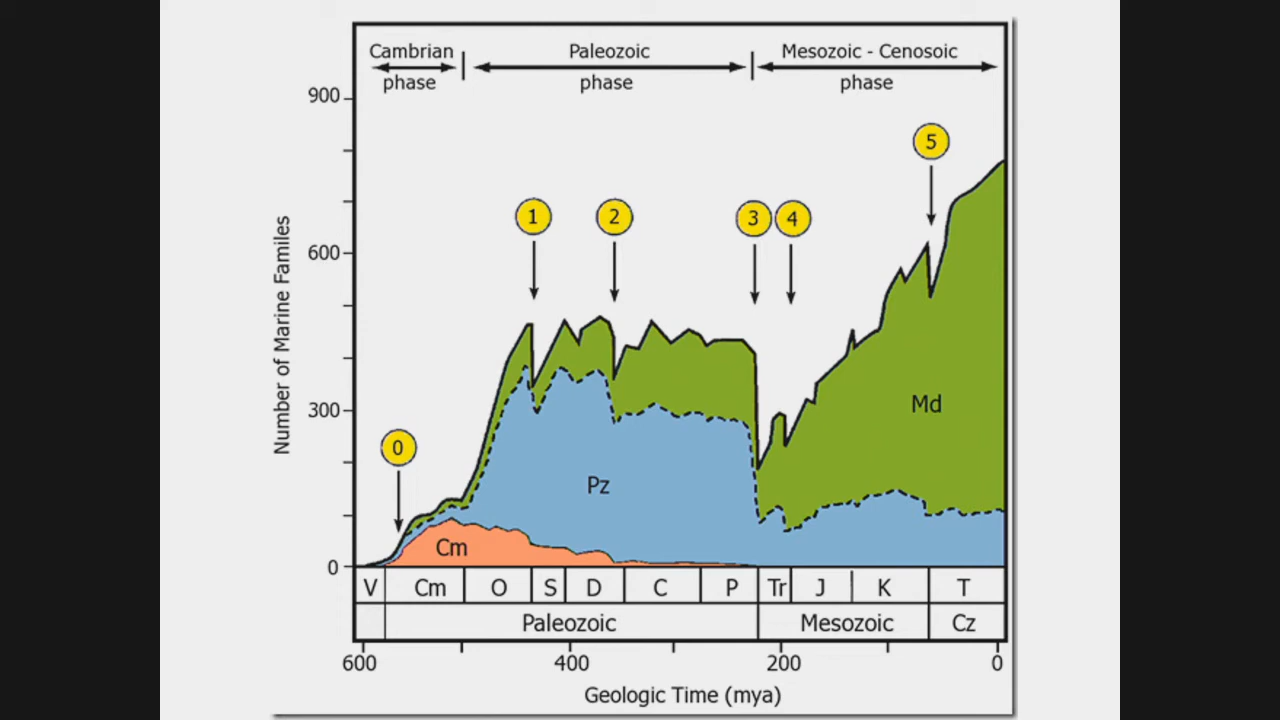 Cambrian
phase
Paleozoic
phase
Mesozoic - Cenosoic
phase
900
600
300
0
Number of Marine Familes
0
1
2
3
4
5
Cm
Pz
Md
V Cm O S D C P Tr J K T
Paleozoic Mesozoic Cz
600 400 200 0
Geologic Time (mya)